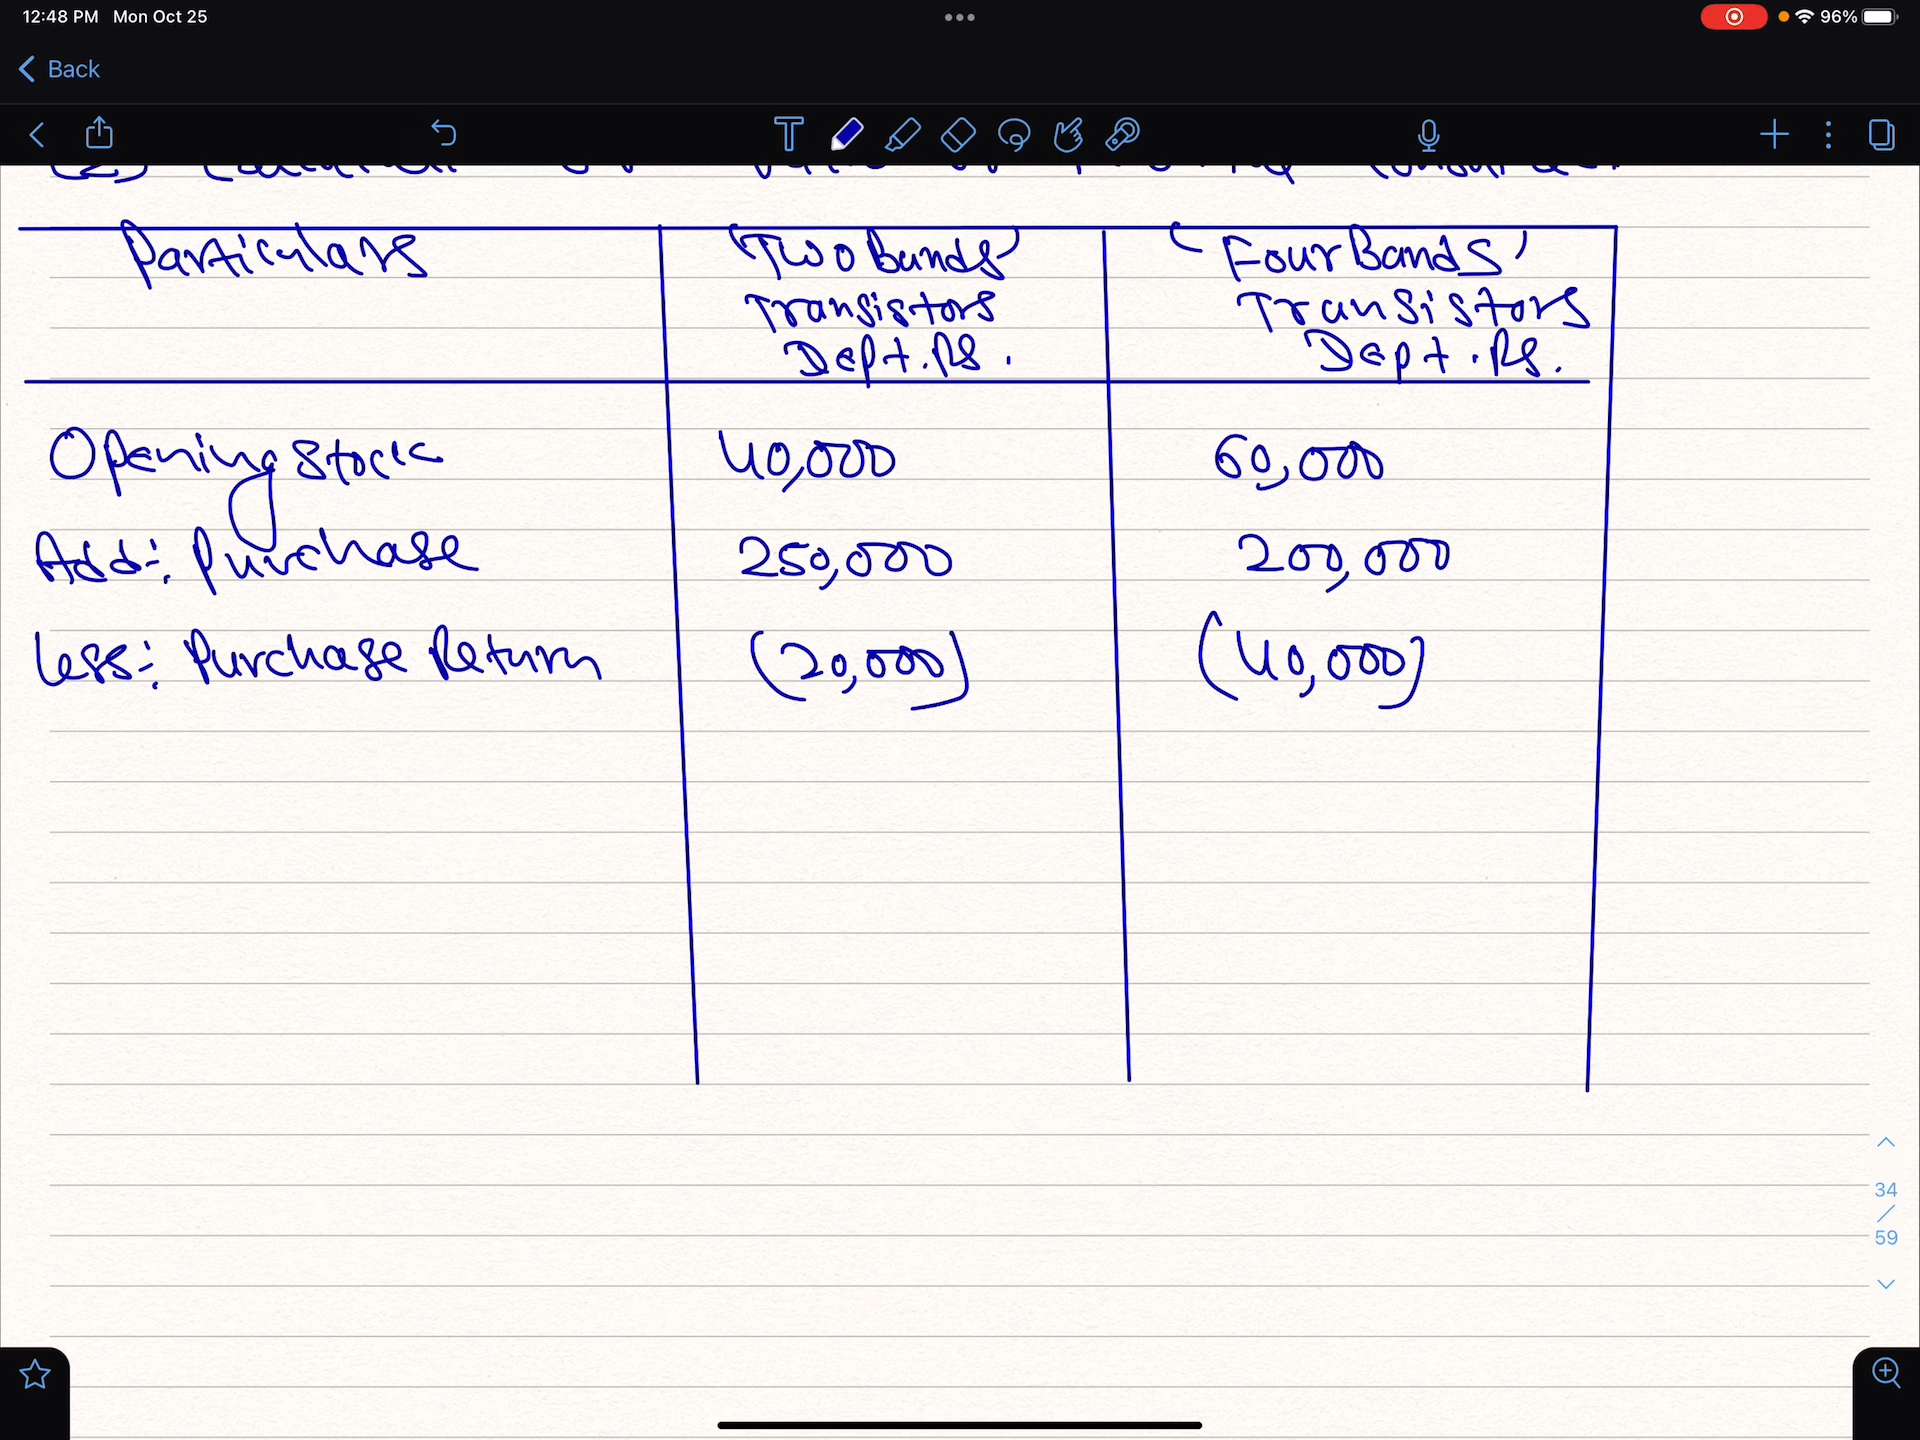 12:48 PM Mon Oct 25
96%
Back
Particulars
'Two Bands'
Transistors
Dept. Rs.
'Four Bands'
Transistors
Dept. Rs.
Opening Stock 40,000 60,000
Add:- Purchase 250,000 200,000
Less:- Purchase Return (20,000) (40,000)
34
/
59